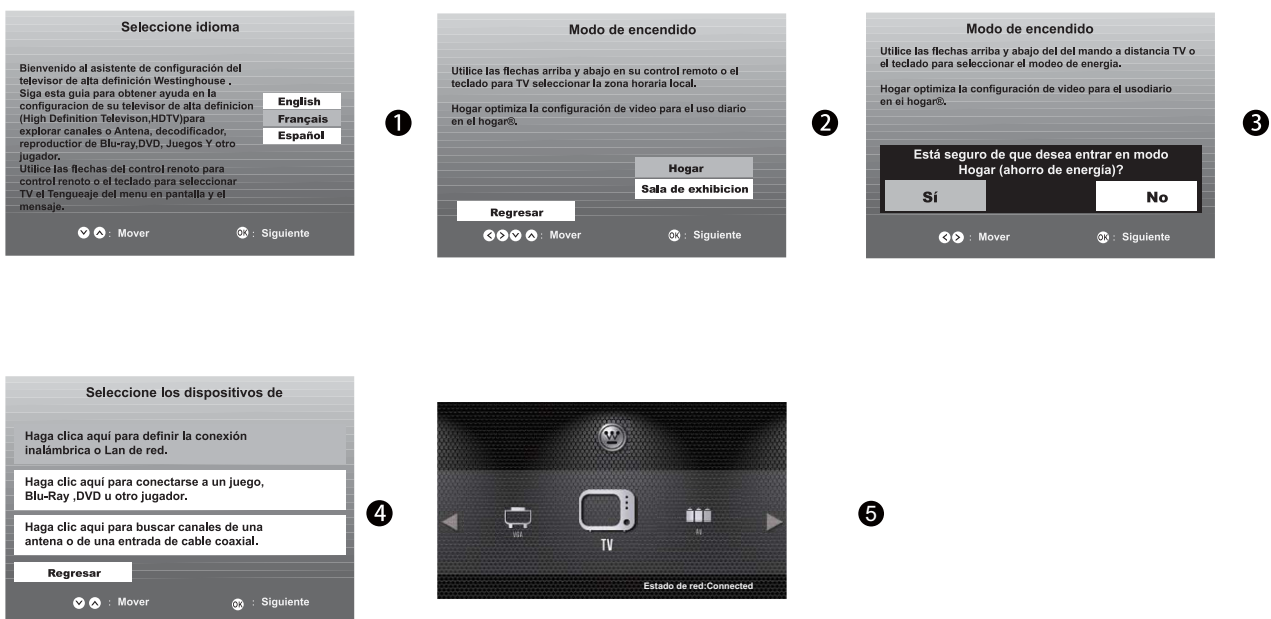 Seleccione idioma
Bienvenido al asistente de configuración del
televisor de alta definición Westinghouse .
Siga esta guia para obtener ayuda en la
configuracion de su televisor de alta definicion
(High Definition Televison,HDTV)para
explorar canales o Antena, decodificador,
reproductior de Blu-ray,DVD, Juegos Y otro
jugador.
Utilice las flechas del control renoto para
control renoto o el teclado para seleccionar
TV el Tengueaje del menu en pantalla y el
mensaje.
English
Français
Español
: Mover
OK : Siguiente
1
Modo de encendido
Utilice las flechas arriba y abajo en su control remoto o el
teclado para TV seleccionar la zona horaria local.
Hogar optimiza la configuración de video para el uso diario
en el hogar®.
Hogar
Sala de exhibicion
Regresar
: Mover
OK : Siguiente
2
Modo de encendido
Utilice las flechas arriba y abajo del del mando a distancia TV o
el teclado para seleccionar el modeo de energia.
Hogar optimiza la configuración de video para el usodiario
en ei hogar®.
Está seguro de que desea entrar en modo
Hogar (ahorro de energía)?
Sí
No
: Mover
OK : Siguiente
3
Seleccione los dispositivos de
Haga clica aquí para definir la conexión
inalámbrica o Lan de red.
Haga clic aquí para conectarse a un juego,
Blu-Ray ,DVD u otro jugador.
Haga clic aqui para buscar canales de una
antena o de una entrada de cable coaxial.
Regresar
: Mover
OK : Siguiente
4
W
VGA
TV
AV
Estado de red:Connected
5